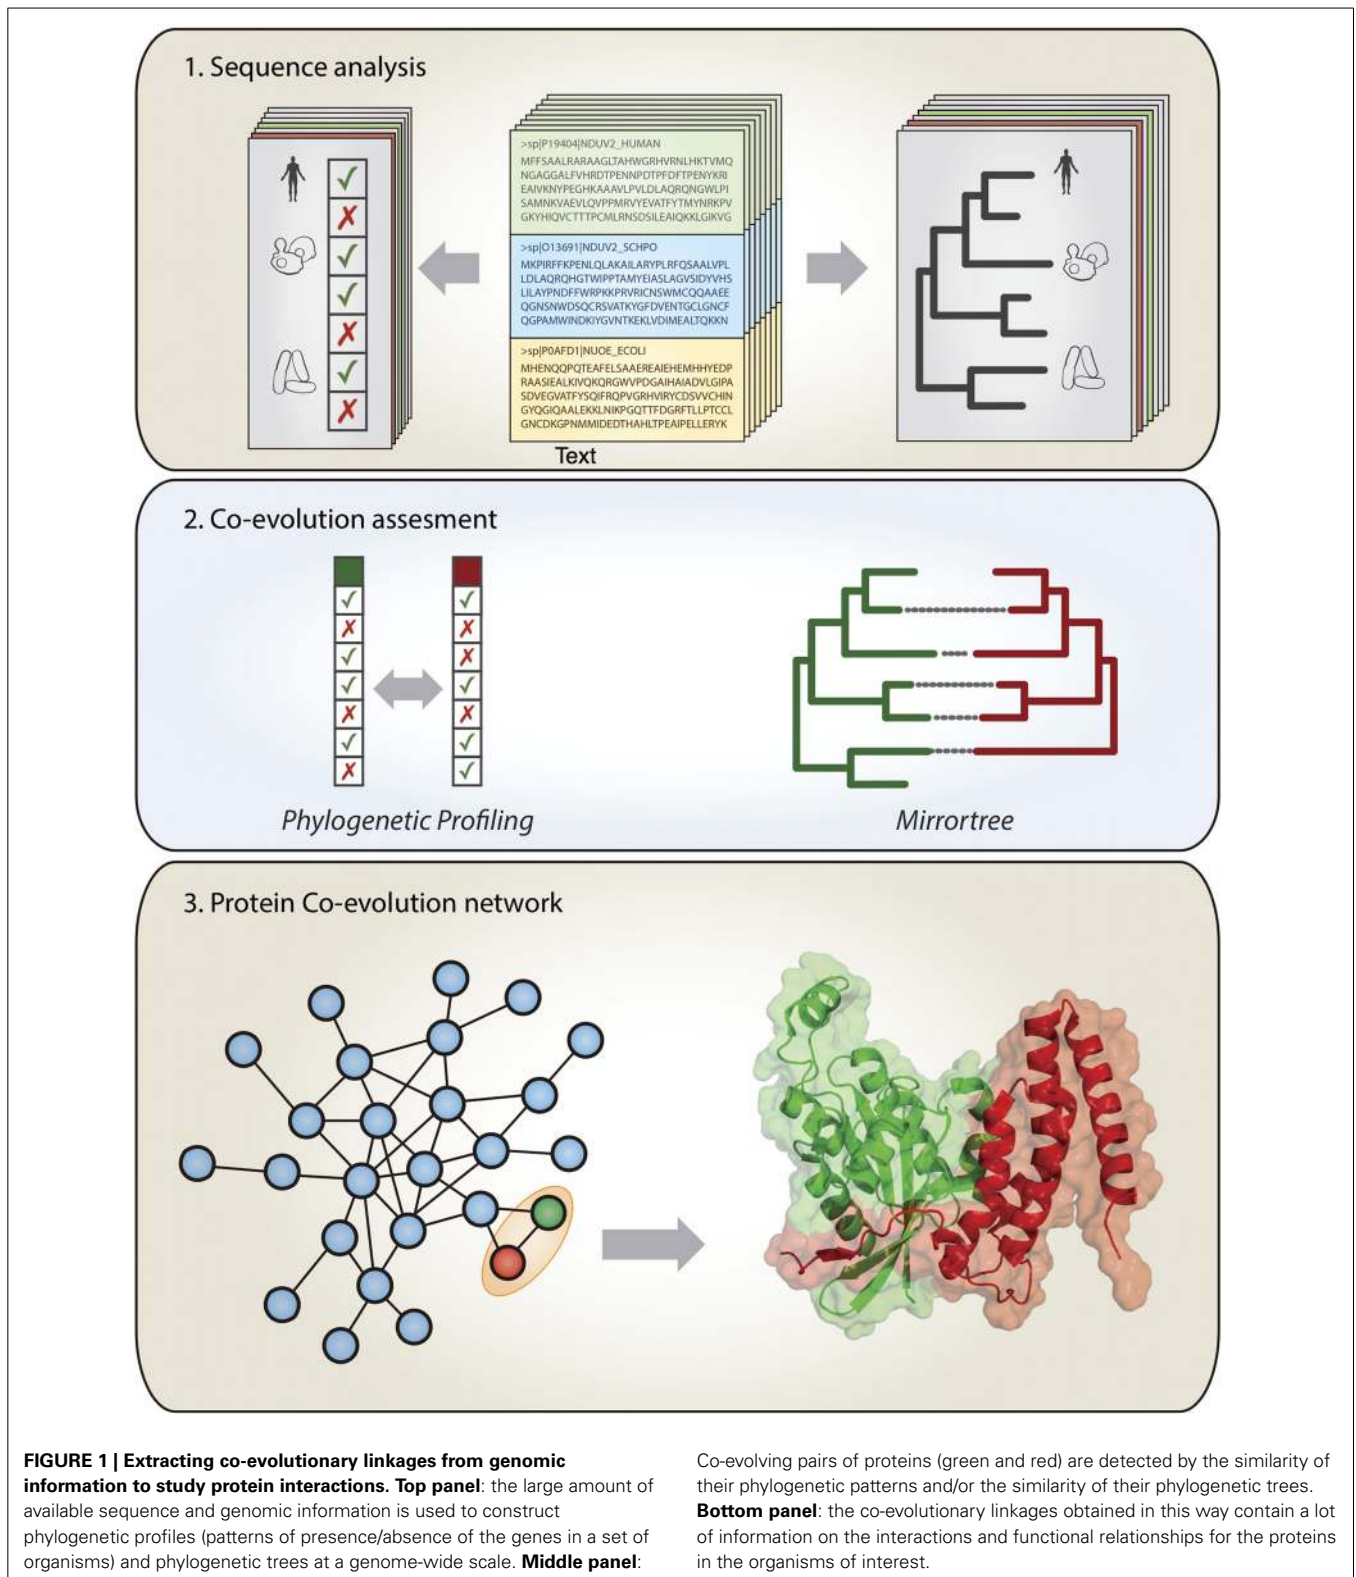 1. Sequence analysis
>sp|P19404|NDUV2_HUMAN
MFFSAALRARAAGLTAHWGRHVRNLHKTVMQ
NGAGGALFVHRDTPENNPDTPFDFTPENYKRI
EAIVKNYPEGHKAAAVLPVLDLAQRQNGWLPI
SAMNKVAEVLQVPPMRVYEVATFYTMYNRKPV
GKYHIQVCTTTPCMLRNSDSILEAIQKKLGIKVG
>sp|O13691|NDUV2_SCHPO
MKPIRFFKPENLQLAKAILARYPLRFQSAALVPL
LDLAQRQHGTWIPPTAMYEIASLAGVSIDYVHS
LILAYPNDFFWRPKKPRVRICNSWMCQQAAEE
QGNSNWDSQCRSVATKYGFDVENTGCLGNCF
QGPAMWINDKIYGVNTKEKLVDIMEALTQKKN
>sp|P0AFD1|NUOE_ECOLI
MHENQQPQTEAFELSAAEREAIEHEMHHYEDP
RAASIEALKIVQKQRGWVPDGAIHAIADVLGIPA
SDVEGVATFYSQIFRQPVGRHVIRYCDSVVCHIN
GYQGIQAALEKKLNIKPGQTTFDGRFTLLPTCCL
GNCDKGPNMMIDEDTHAHLTPEAIPELLERYK
Text
2. Co-evolution assesment
Phylogenetic Profiling
Mirrortree
3. Protein Co-evolution network
FIGURE 1 | Extracting co-evolutionary linkages from genomic
information to study protein interactions. Top panel: the large amount of
available sequence and genomic information is used to construct
phylogenetic profiles (patterns of presence/absence of the genes in a set of
organisms) and phylogenetic trees at a genome-wide scale. Middle panel:
Co-evolving pairs of proteins (green and red) are detected by the similarity of
their phylogenetic patterns and/or the similarity of their phylogenetic trees.
Bottom panel: the co-evolutionary linkages obtained in this way contain a lot
of information on the interactions and functional relationships for the proteins
in the organisms of interest.